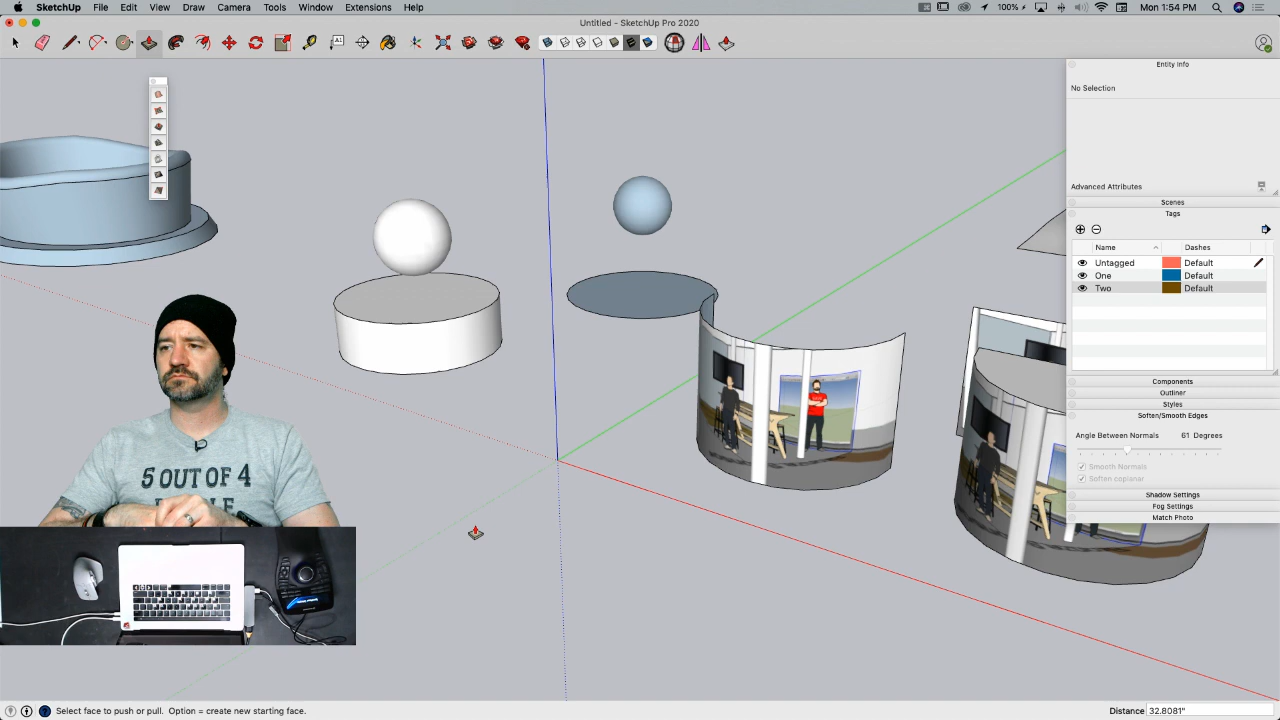 SketchUp File Edit View Draw Camera Tools Window Extensions Help 100% Mon 1:54 PM
Untitled - SketchUp Pro 2020
Entity Info
No Selection
Advanced Attributes
Scenes
Tags
Name Dashes
Untagged Default
One Default
Two Default
Components
Outliner
Styles
Soften/Smooth Edges
Angle Between Normals 61 Degrees
Smooth Normals
Soften coplanar
Shadow Settings
Fog Settings
Match Photo
5 OUT OF 4
Select face to push or pull. Option = create new starting face.
Distance 32.8081"